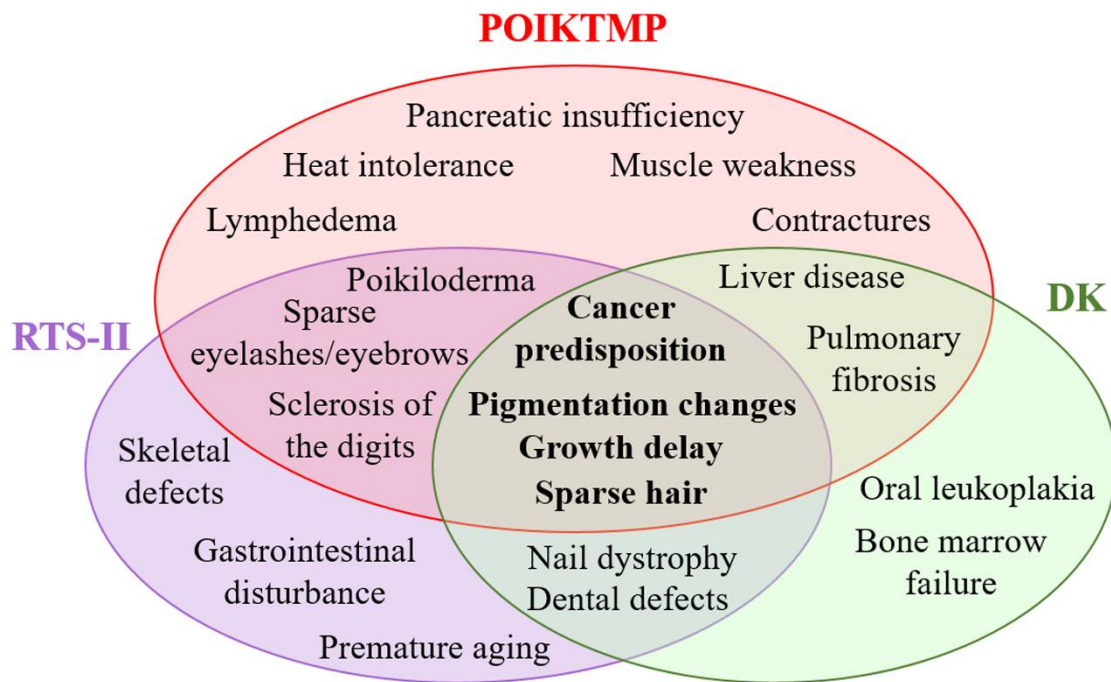 POIKTMP
Pancreatic insufficiency
Heat intolerance
Muscle weakness
Lymphedema
Contractures
Poikiloderma
Liver disease
Sparse
eyelashes/eyebrows
Cancer
predisposition
Pulmonary
fibrosis
RTS-II
DK
Sclerosis of
the digits
Pigmentation changes
Growth delay
Sparse hair
Skeletal
defects
Oral leukoplakia
Gastrointestinal
disturbance
Nail dystrophy
Dental defects
Bone marrow
failure
Premature aging